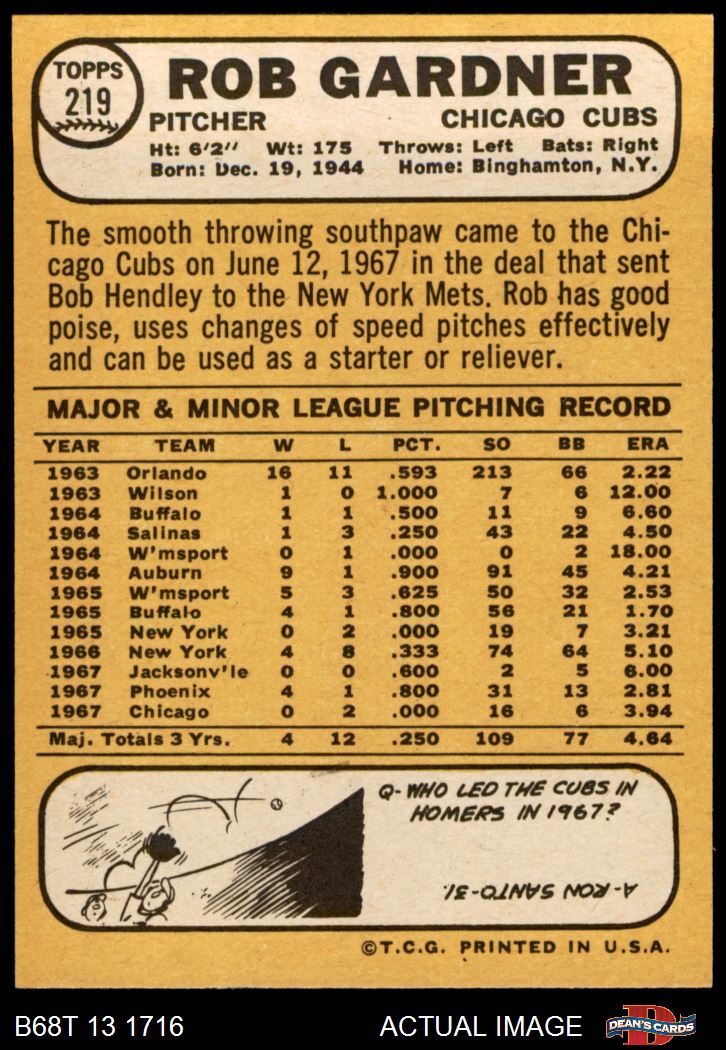 TOPPS
219
ROB GARDNER
PITCHER CHICAGO CUBS
Ht: 6'2" Wt: 175 Throws: Left Bats: Right
Born: Dec. 19, 1944 Home: Binghamton, N.Y.
The smooth throwing southpaw came to the Chi-
cago Cubs on June 12, 1967 in the deal that sent
Bob Hendley to the New York Mets. Rob has good
poise, uses changes of speed pitches effectively
and can be used as a starter or reliever.
MAJOR & MINOR LEAGUE PITCHING RECORD
YEAR TEAM W L PCT. SO BB ERA
1963 Orlando 16 11 .593 213 66 2.22
1963 Wilson 1 0 1.000 7 6 12.00
1964 Buffalo 1 1 .500 11 9 6.60
1964 Salinas 1 3 .250 43 22 4.50
1964 W'msport 0 1 .000 0 2 18.00
1964 Auburn 9 1 .900 91 45 4.21
1965 W'msport 5 3 .625 50 32 2.53
1965 Buffalo 4 1 .800 56 21 1.70
1965 New York 0 2 .000 19 7 3.21
1966 New York 4 8 .333 74 64 5.10
1967 Jacksonv'le 0 0 .600 2 5 6.00
1967 Phoenix 4 1 .800 31 13 2.81
1967 Chicago 0 2 .000 16 6 3.94
Maj. Totals 3 Yrs. 4 12 .250 109 77 4.64
Q- WHO LED THE CUBS IN
HOMERS IN 1967?
A- RON SANTO-31.
©T.C.G. PRINTED IN U.S.A.
B68T 13 1716 ACTUAL IMAGE DEAN'S CARDS